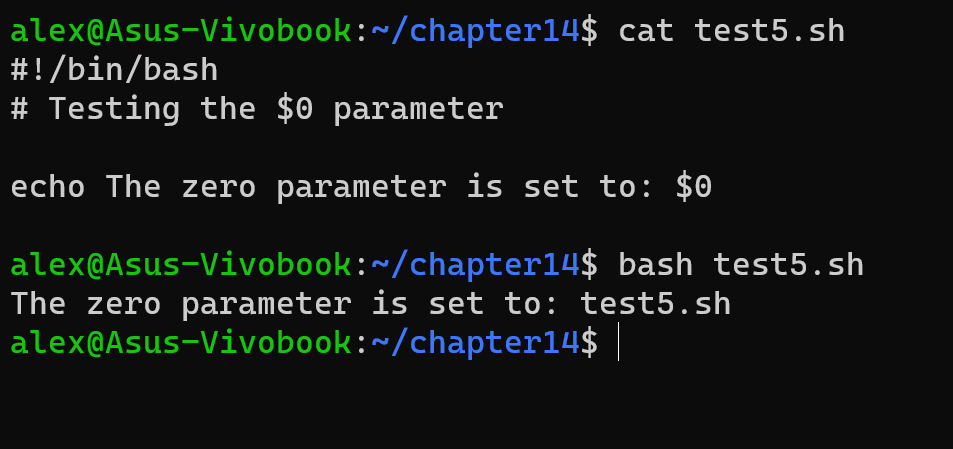 alex@Asus-Vivobook:~/chapter14$ cat test5.sh
#!/bin/bash
# Testing the $0 parameter
echo The zero parameter is set to: $0
alex@Asus-Vivobook:~/chapter14$ bash test5.sh
The zero parameter is set to: test5.sh
alex@Asus-Vivobook:~/chapter14$